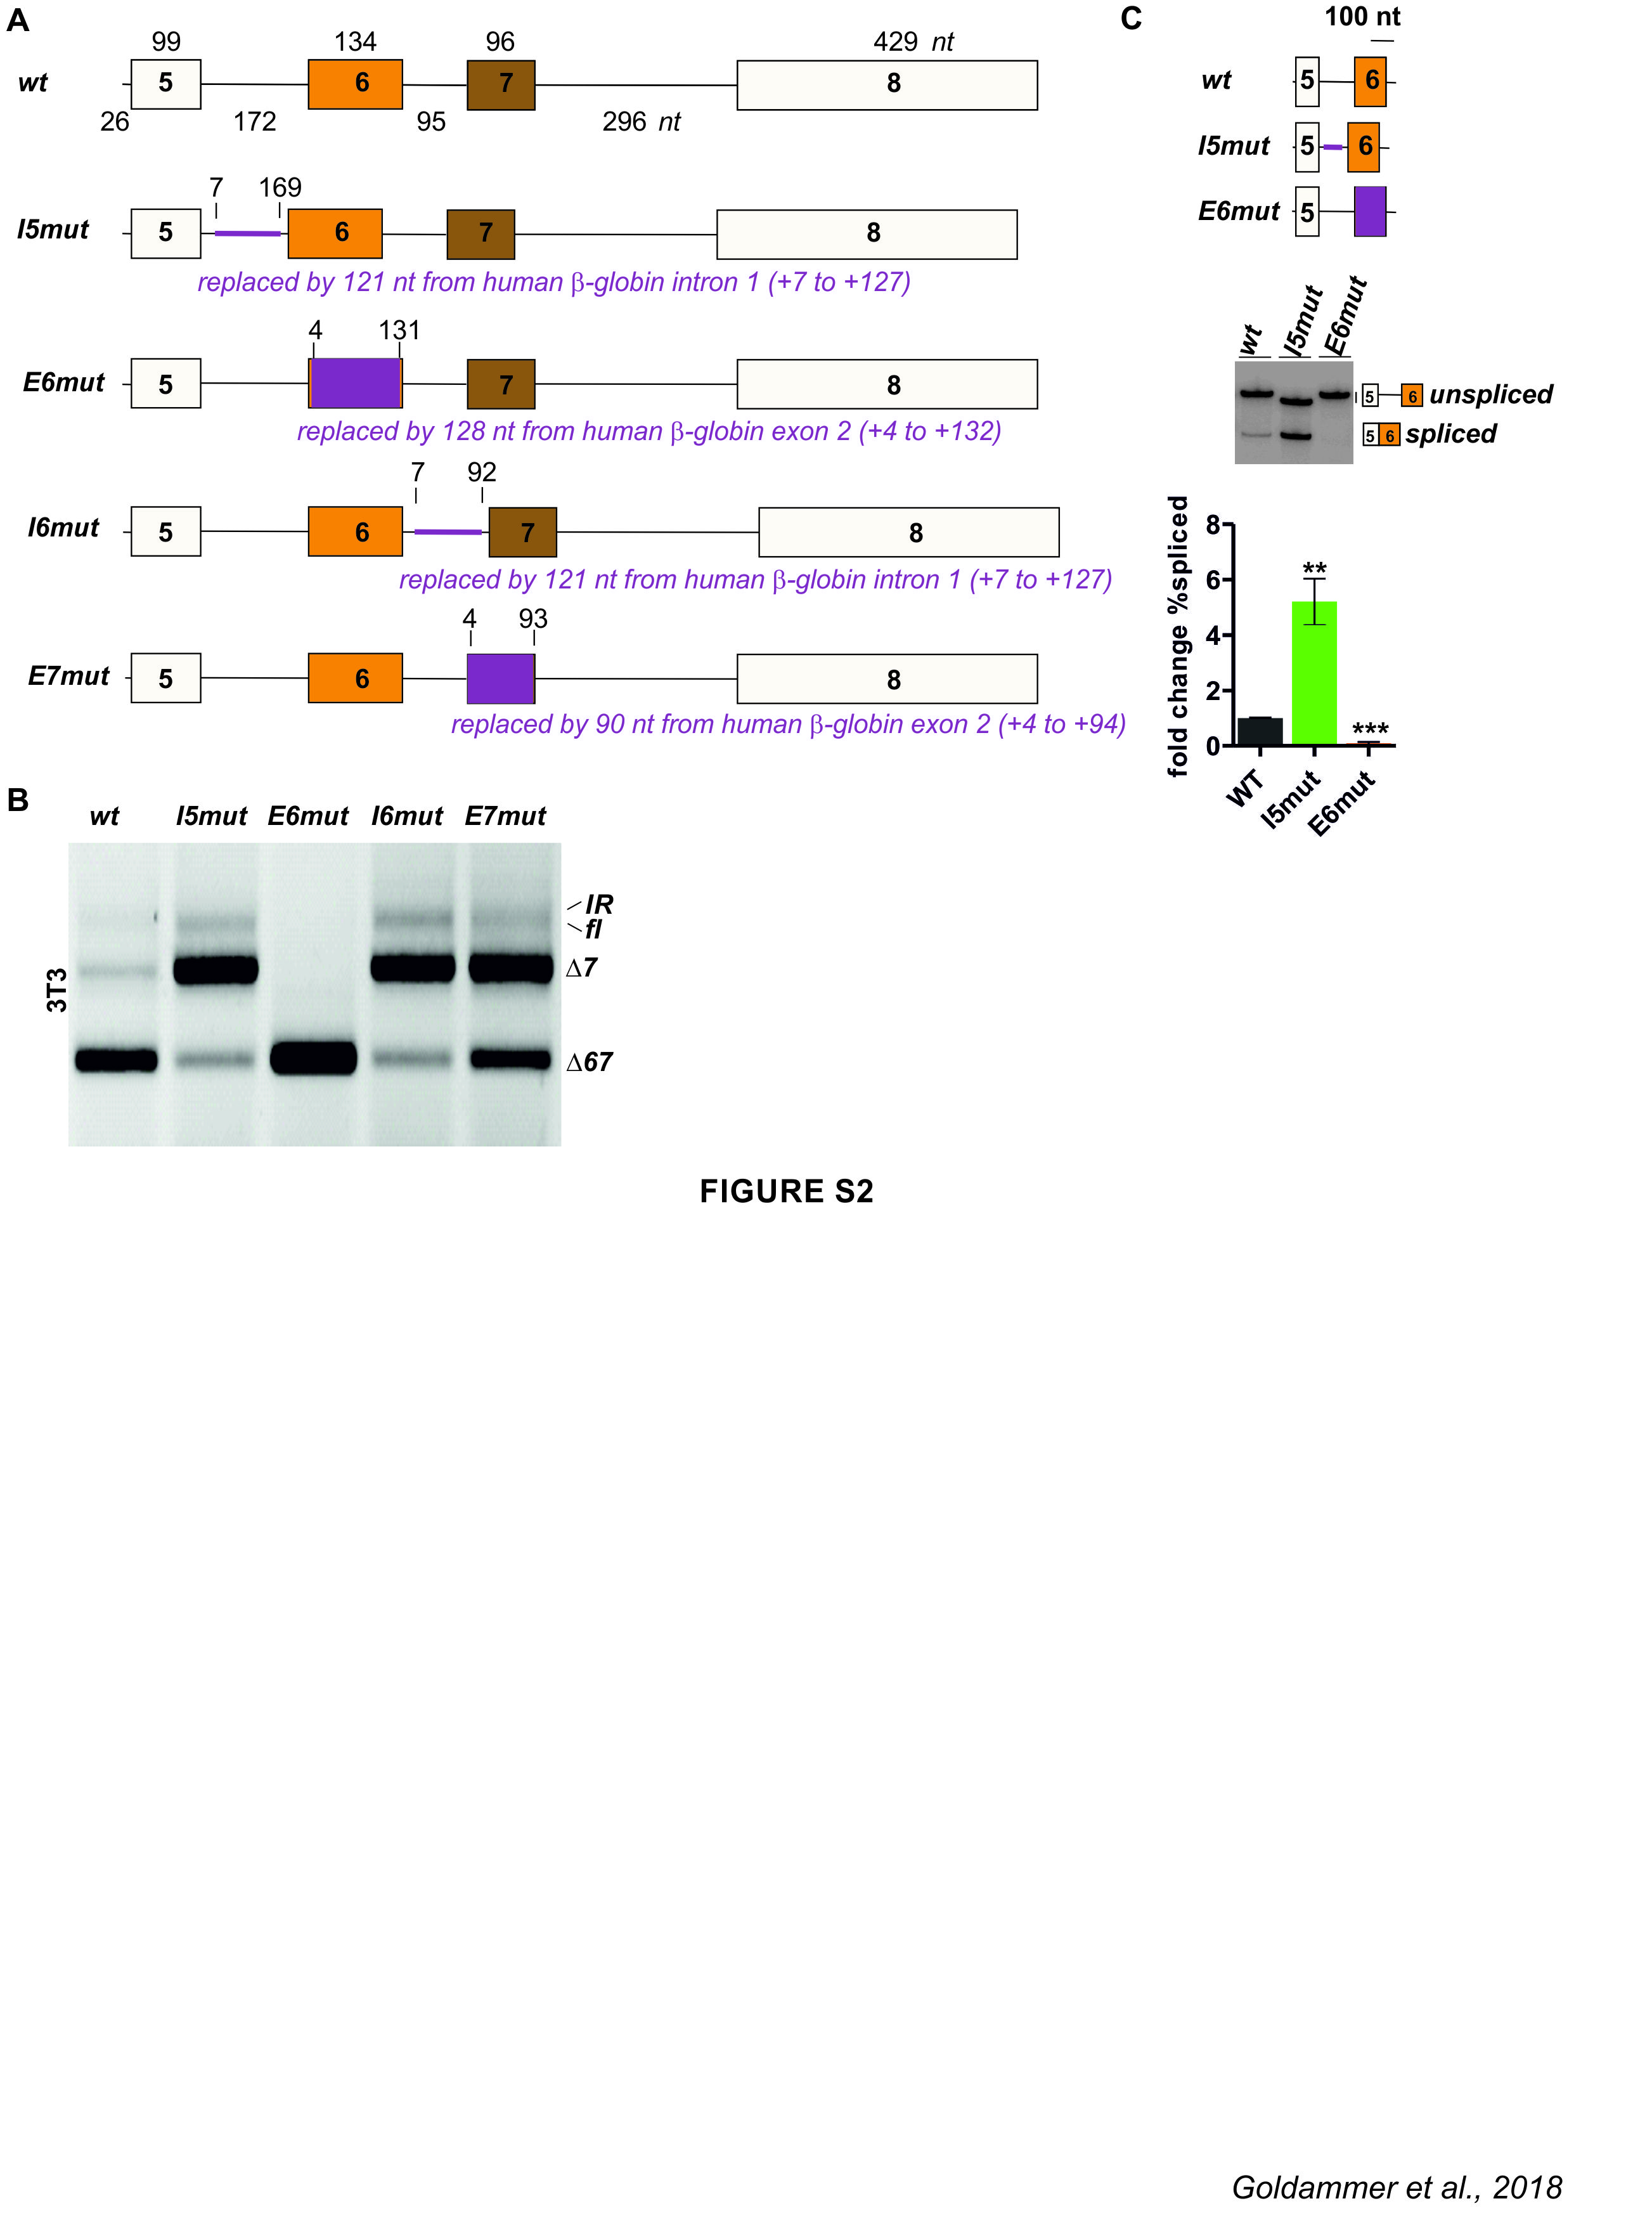 A
99 134 96 429 nt
wt 5 6 7 8
26 172 95 296 nt
7 169
I5mut 5 6 7 8
replaced by 121 nt from human β-globin intron 1 (+7 to +127)
4 131
E6mut 5 7 8
replaced by 128 nt from human β-globin exon 2 (+4 to +132)
7 92
I6mut 5 6 7 8
replaced by 121 nt from human β-globin intron 1 (+7 to +127)
4 93
E7mut 5 6 8
replaced by 90 nt from human β-globin exon 2 (+4 to +94)
B
wt I5mut E6mut I6mut E7mut
3T3
IR
fl
Δ7
Δ67
C
100 nt
wt 5 6
I5mut 5 6
E6mut 5
wt I5mut E6mut
5 6 unspliced
5 6 spliced
fold change %spliced
8
6
4
2
0
**
***
WT I5mut E6mut
FIGURE S2
Goldammer et al., 2018